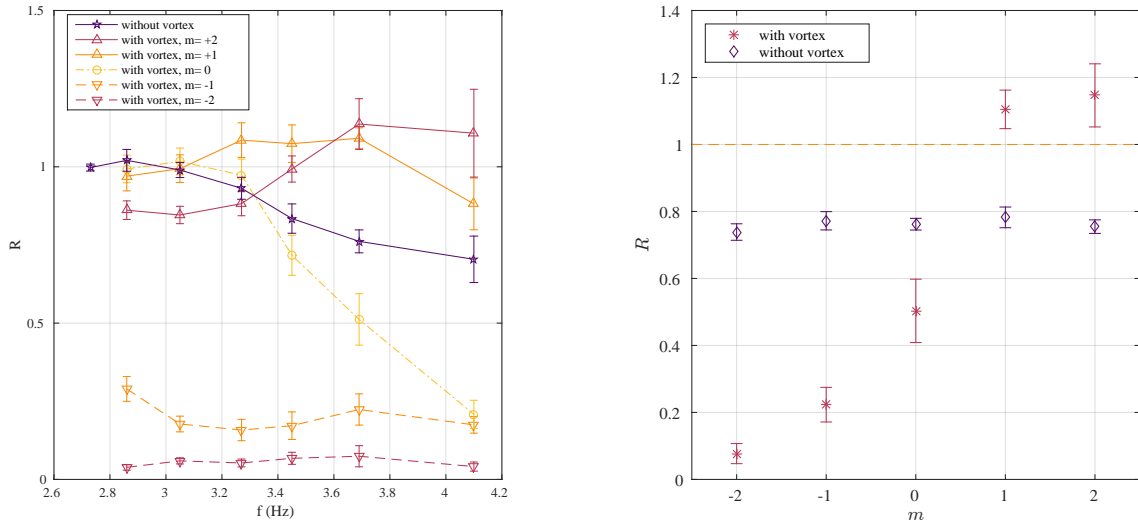 1.5
1
0.5
0
R
2.6
2.8
3
3.2
3.4
3.6
3.8
4
4.2
f (Hz)
without vortex
with vortex, m= +2
with vortex, m= +1
with vortex, m= 0
with vortex, m= -1
with vortex, m= -2
1.4
1.2
1
0.8
0.6
0.4
0.2
0
R
-2
-1
0
1
2
m
with vortex
without vortex